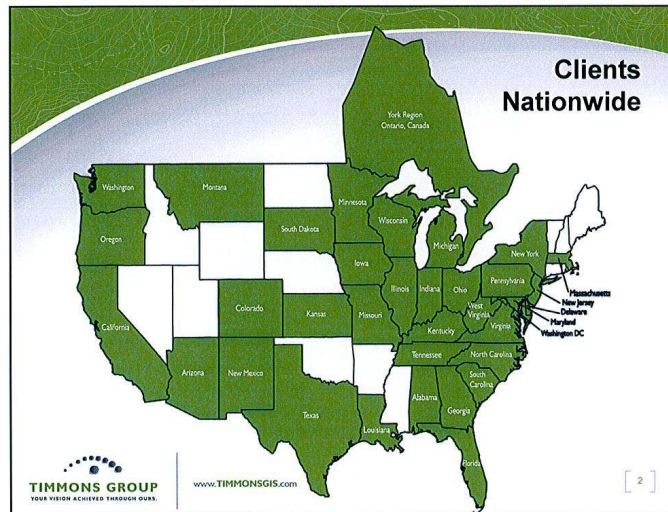 Clients
Nationwide
York Region
Ontario, Canada
Washington
Montana
Minnesota
Oregon
South Dakota
Wisconsin
Michigan
New York
Iowa
Pennsylvania
Illinois
Indiana
Ohio
Massachusetts
New Jersey
Delaware
Maryland
Washington DC
West
Virginia
Virginia
Colorado
Kansas
Missouri
Kentucky
California
Tennessee
North Carolina
Arizona
New Mexico
South
Carolina
Texas
Alabama
Georgia
Louisiana
Florida
TIMMONS GROUP
YOUR VISION ACHIEVED THROUGH OURS.
www.TIMMONSGIS.com
2